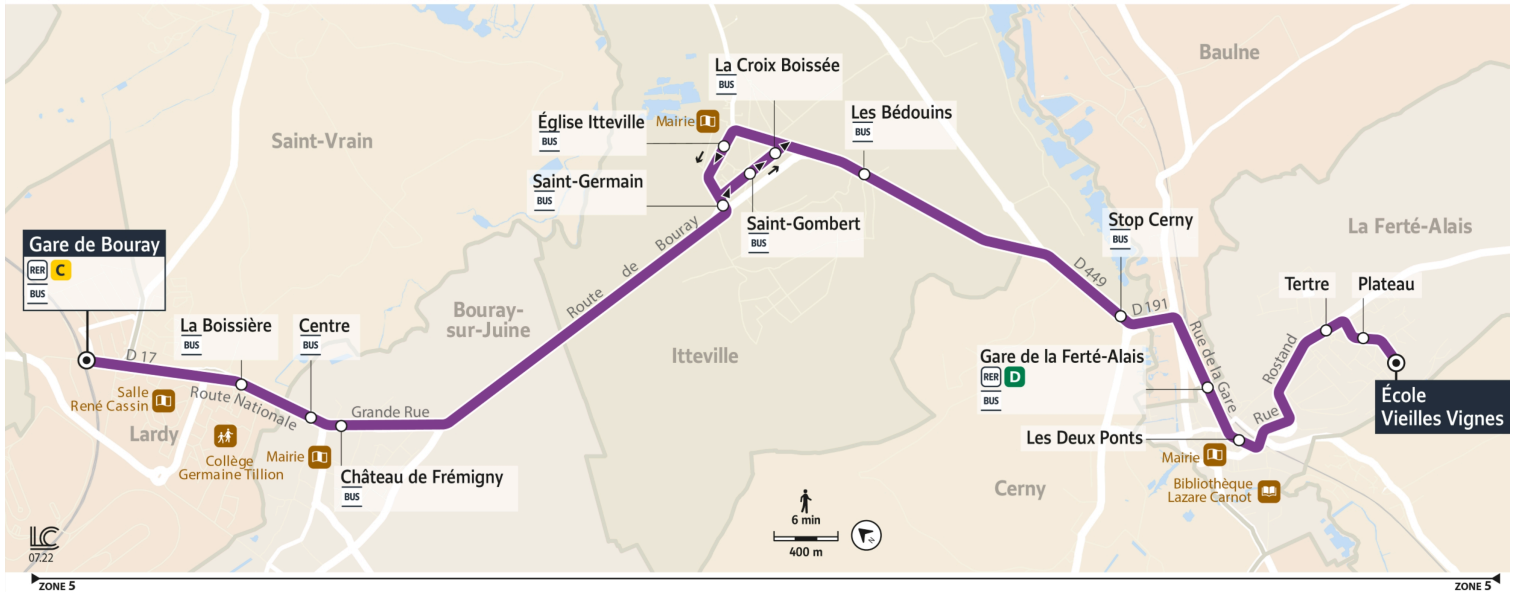 Baulne
La Croix Boissée
BUS
Les Bédouins
BUS
Église Itteville
BUS
Mairie
Saint-Vrain
Saint-Germain
BUS
Saint-Gombert
BUS
Stop Cerny
BUS
La Ferté-Alais
Gare de Bouray
RER C
BUS
Route de Bouray
D 449
D 191
Tertre
Plateau
Bouray-
sur-Juine
La Boissière
BUS
Centre
BUS
D 17
Itteville
Gare de la Ferté-Alais
RER D
BUS
Rue de la Gare
Rue Rostand
École
Vieilles Vignes
Salle
René Cassin
Route Nationale
Grande Rue
Lardy
Collège
Germaine Tillion
Mairie
Château de Frémigny
BUS
Les Deux Ponts
Mairie
Bibliothèque
Lazare Carnot
Cerny
6 min
400 m
N
LC
07.22
ZONE 5
ZONE 5